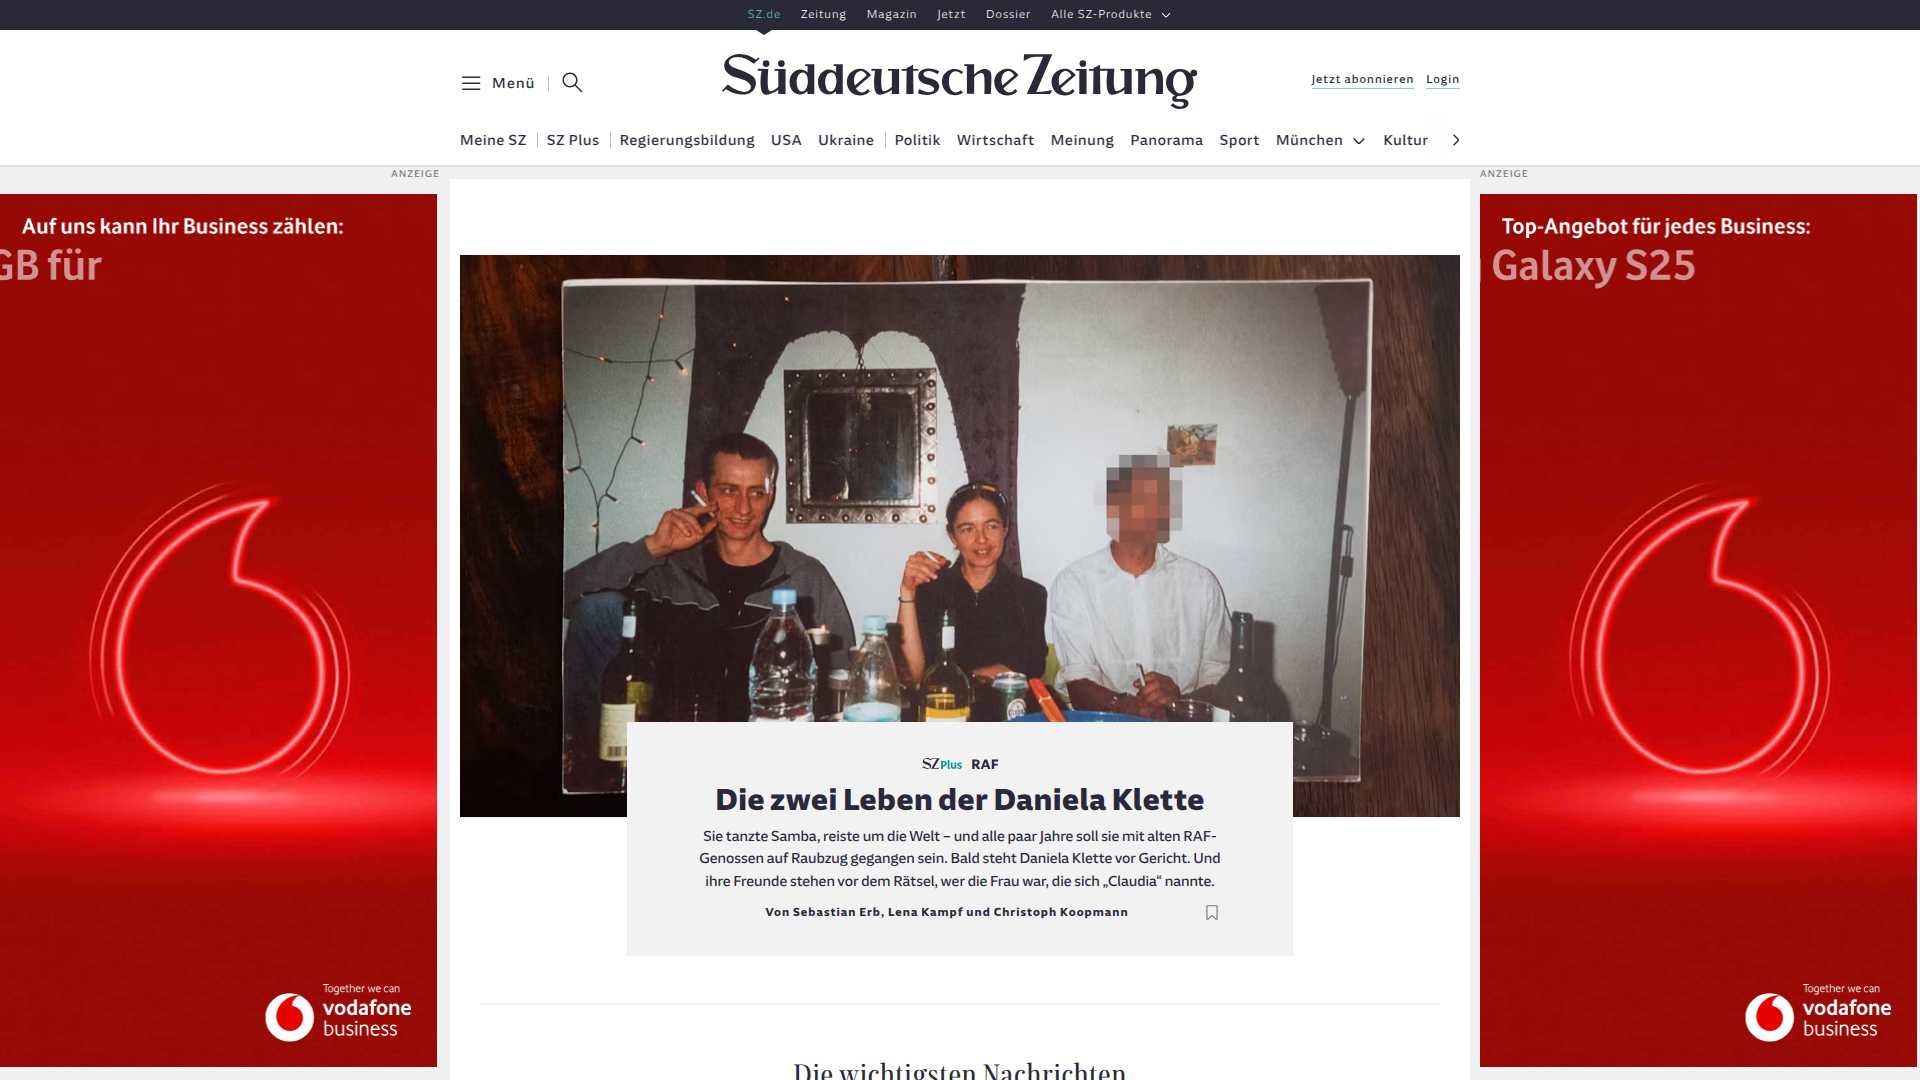 SZ.de Zeitung Magazin Jetzt Dossier Alle SZ-Produkte
Menü
Süddeutsche Zeitung
Jetzt abonnieren Login
Meine SZ SZ Plus Regierungsbildung USA Ukraine Politik Wirtschaft Meinung Panorama Sport München Kultur
ANZEIGE
Auf uns kann Ihr Business zählen:
GB für
Together we can
vodafone
business
ANZEIGE
Top-Angebot für jedes Business:
Galaxy S25
Together we can
vodafone
business
SZ Plus RAF
Die zwei Leben der Daniela Klette
Sie tanzte Samba, reiste um die Welt – und alle paar Jahre soll sie mit alten RAF-
Genossen auf Raubzug gegangen sein. Bald steht Daniela Klette vor Gericht. Und
ihre Freunde stehen vor dem Rätsel, wer die Frau war, die sich „Claudia“ nannte.
Von Sebastian Erb, Lena Kampf und Christoph Koopmann
Die wichtigsten Nachrichten